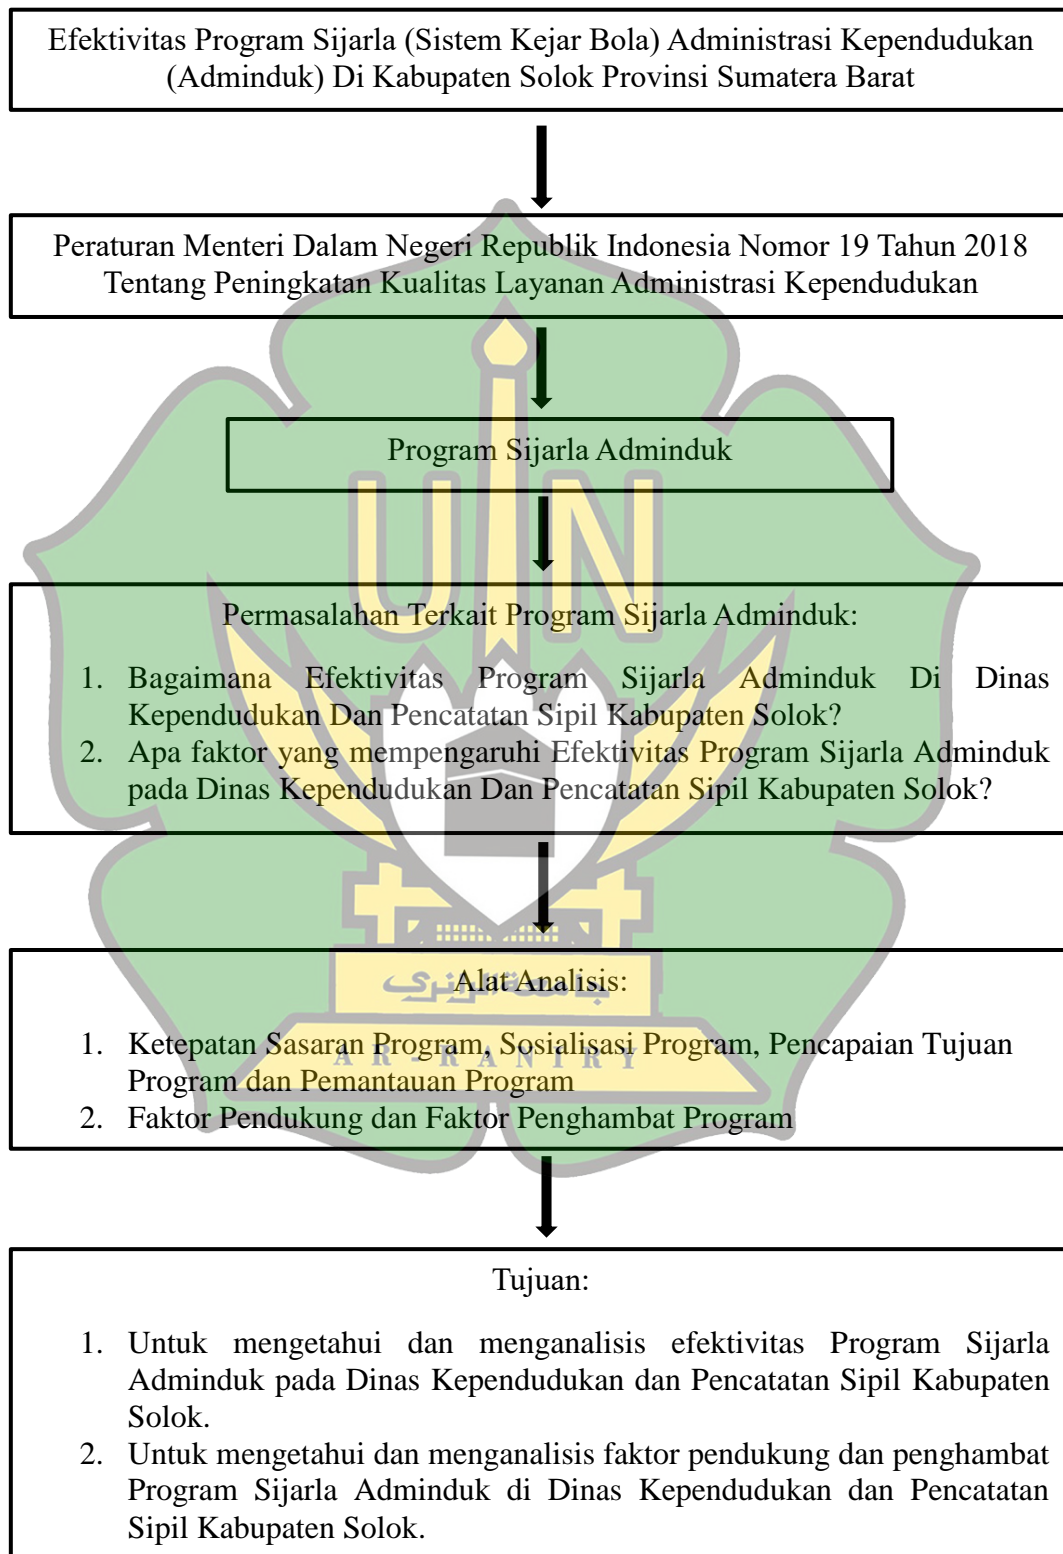 Efektivitas Program Sijarla (Sistem Kejar Bola) Administrasi Kependudukan
(Adminduk) Di Kabupaten Solok Provinsi Sumatera Barat
Peraturan Menteri Dalam Negeri Republik Indonesia Nomor 19 Tahun 2018
Tentang Peningkatan Kualitas Layanan Administrasi Kependudukan
Program Sijarla Adminduk
UIN
Permasalahan Terkait Program Sijarla Adminduk:
1. Bagaimana Efektivitas Program Sijarla Adminduk Di Dinas
Kependudukan Dan Pencatatan Sipil Kabupaten Solok?
2. Apa faktor yang mempengaruhi Efektivitas Program Sijarla Adminduk
pada Dinas Kependudukan Dan Pencatatan Sipil Kabupaten Solok?
Alat Analisis:
جامعة الرانري
1. Ketepatan Sasaran Program, Sosialisasi Program, Pencapaian Tujuan
Program dan Pemantauan Program
AR-RANIRY
2. Faktor Pendukung dan Faktor Penghambat Program
Tujuan:
1. Untuk mengetahui dan menganalisis efektivitas Program Sijarla
Adminduk pada Dinas Kependudukan dan Pencatatan Sipil Kabupaten
Solok.
2. Untuk mengetahui dan menganalisis faktor pendukung dan penghambat
Program Sijarla Adminduk di Dinas Kependudukan dan Pencatatan
Sipil Kabupaten Solok.